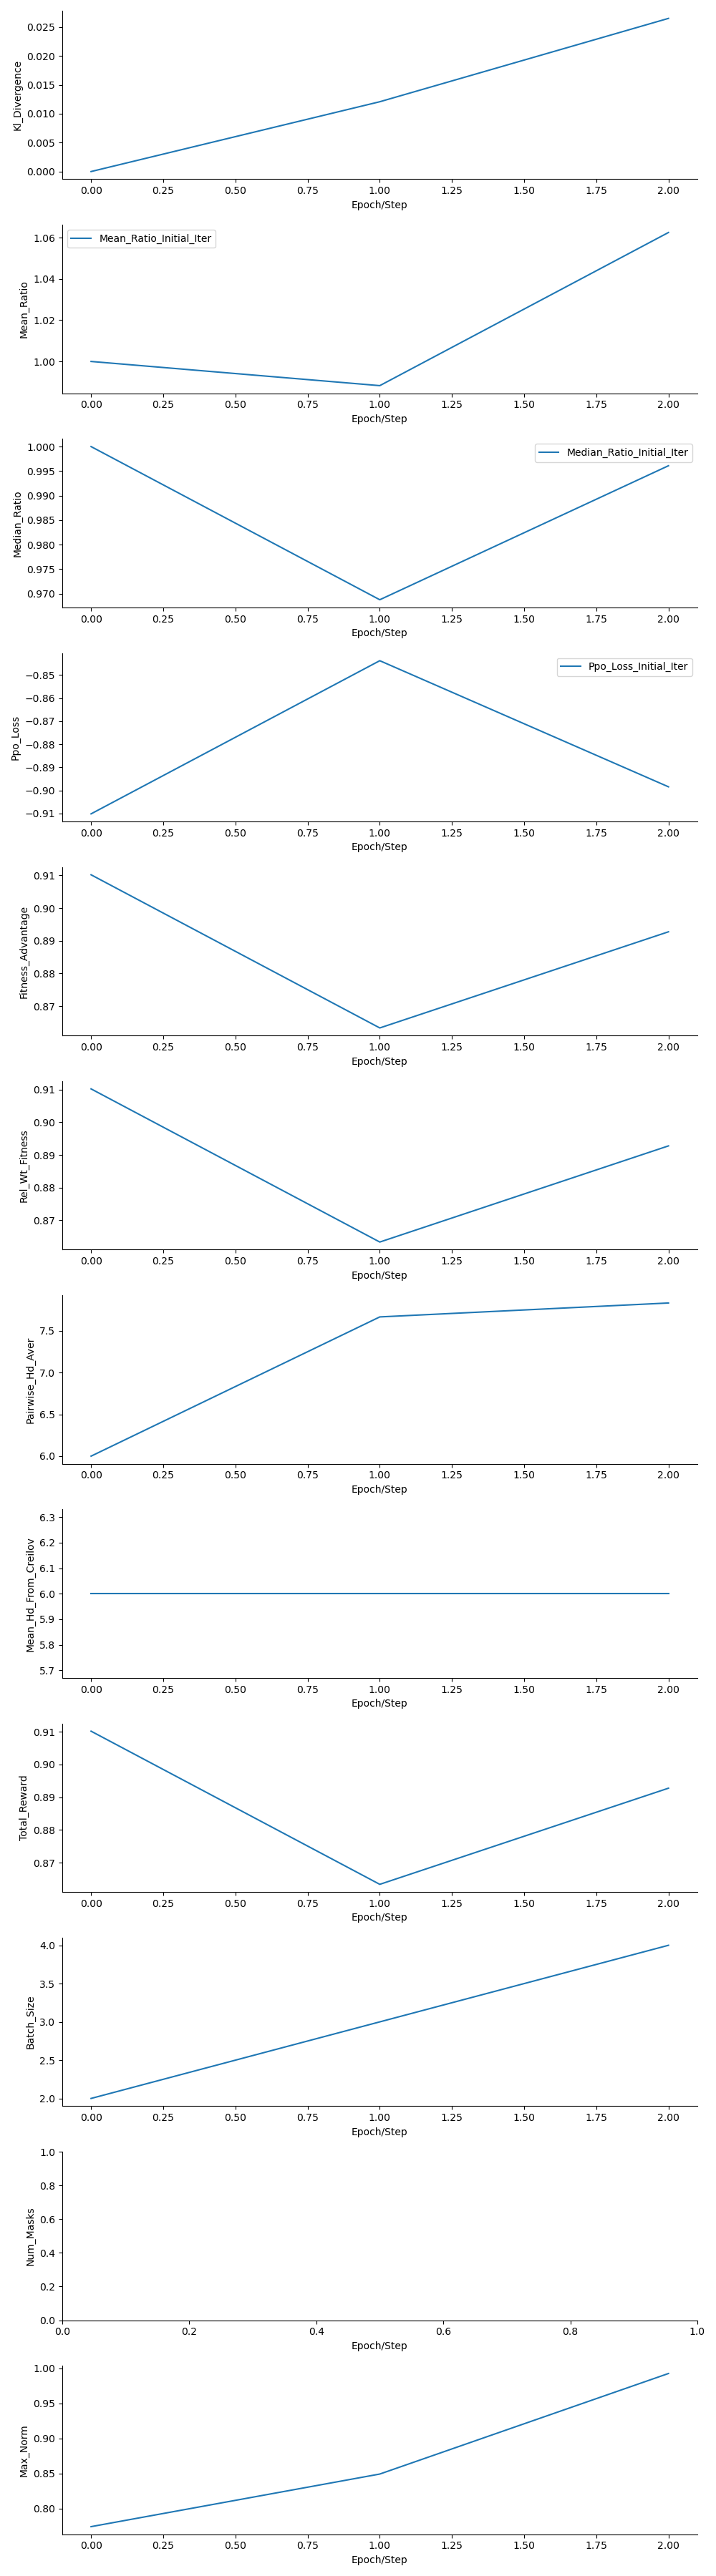 0.025
0.020
0.015
0.010
0.005
0.000
Kl_Divergence
0.00 0.25 0.50 0.75 1.00 1.25 1.50 1.75 2.00
Epoch/Step
Mean_Ratio_Initial_Iter
1.06
1.04
1.02
1.00
Mean_Ratio
0.00 0.25 0.50 0.75 1.00 1.25 1.50 1.75 2.00
Epoch/Step
Median_Ratio_Initial_Iter
1.000
0.995
0.990
0.985
0.980
0.975
0.970
Median_Ratio
0.00 0.25 0.50 0.75 1.00 1.25 1.50 1.75 2.00
Epoch/Step
Ppo_Loss_Initial_Iter
−0.85
−0.86
−0.87
−0.88
−0.89
−0.90
−0.91
Ppo_Loss
0.00 0.25 0.50 0.75 1.00 1.25 1.50 1.75 2.00
Epoch/Step
0.91
0.90
0.89
0.88
0.87
Fitness_Advantage
0.00 0.25 0.50 0.75 1.00 1.25 1.50 1.75 2.00
Epoch/Step
0.91
0.90
0.89
0.88
0.87
Rel_Wt_Fitness
0.00 0.25 0.50 0.75 1.00 1.25 1.50 1.75 2.00
Epoch/Step
7.5
7.0
6.5
6.0
Pairwise_Hd_Aver
0.00 0.25 0.50 0.75 1.00 1.25 1.50 1.75 2.00
Epoch/Step
6.3
6.2
6.1
6.0
5.9
5.8
5.7
Mean_Hd_From_Creilov
0.00 0.25 0.50 0.75 1.00 1.25 1.50 1.75 2.00
Epoch/Step
0.91
0.90
0.89
0.88
0.87
Total_Reward
0.00 0.25 0.50 0.75 1.00 1.25 1.50 1.75 2.00
Epoch/Step
4.0
3.5
3.0
2.5
2.0
Batch_Size
0.00 0.25 0.50 0.75 1.00 1.25 1.50 1.75 2.00
Epoch/Step
1.0
0.8
0.6
0.4
0.2
0.0
Num_Masks
0.0 0.2 0.4 0.6 0.8 1.0
Epoch/Step
1.00
0.95
0.90
0.85
0.80
Max_Norm
0.00 0.25 0.50 0.75 1.00 1.25 1.50 1.75 2.00
Epoch/Step